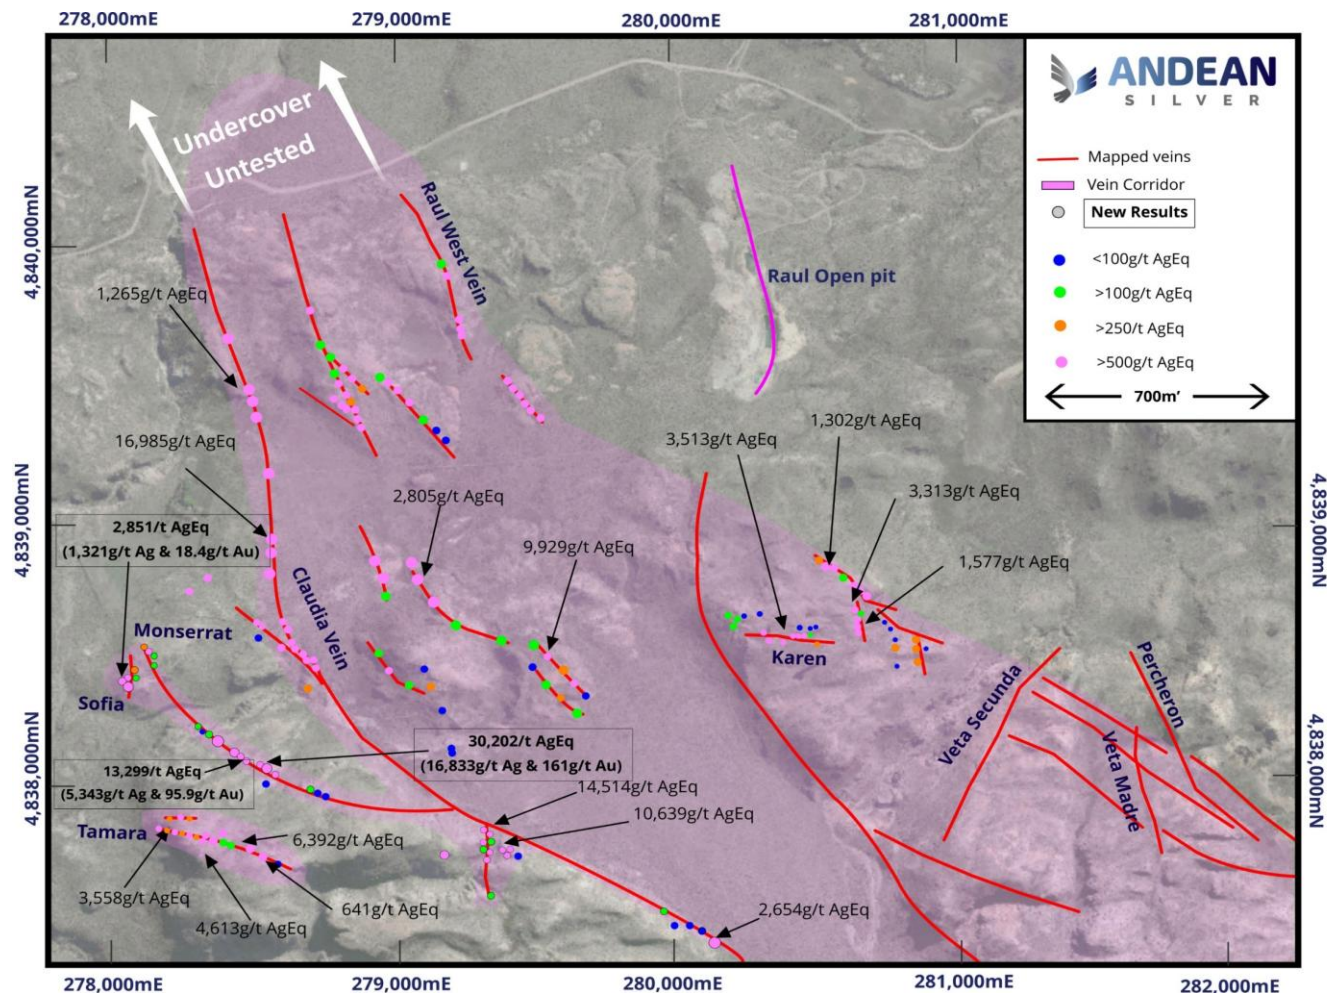 278,000mE
279,000mE
280,000mE
281,000mE
ANDEAN
SILVER
Mapped veins
Vein Corridor
New Results
<100g/t AgEq
>100g/t AgEq
>250/t AgEq
>500g/t AgEq
700m'
Undercover
Untested
Raul West Vein
Raul Open pit
4,840,000mN
1,265g/t AgEq
16,985g/t AgEq
2,851/t AgEq
(1,321g/t Ag & 18.4g/t Au)
2,805g/t AgEq
9,929g/t AgEq
3,513g/t AgEq
1,302g/t AgEq
3,313g/t AgEq
1,577g/t AgEq
4,839,000mN
4,839,000mN
Claudia Vein
Monserrat
Sofia
Karen
Veta Secunda
Percheron
Veta Madre
30,202/t AgEq
(16,833g/t Ag & 161g/t Au)
13,299/t AgEq
(5,343g/t Ag & 95.9g/t Au)
4,838,000mN
4,838,000mN
14,514g/t AgEq
10,639g/t AgEq
Tamara
6,392g/t AgEq
3,558g/t AgEq
4,613g/t AgEq
641g/t AgEq
2,654g/t AgEq
278,000mE
279,000mE
280,000mE
281,000mE
282,000mE